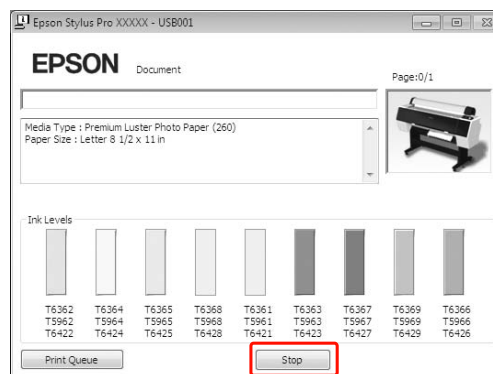 Epson Stylus Pro XXXXX - USB001
EPSON Document
Page:0/1
Media Type : Premium Luster Photo Paper (260)
Paper Size : Letter 8 1/2 x 11 in
Ink Levels
T6362 T6364 T6365 T6368 T6361 T6363 T6367 T6369 T6366
T5962 T5964 T5965 T5968 T5961 T5963 T5967 T5969 T5966
T6422 T6424 T6425 T6428 T6421 T6423 T6427 T6429 T6426
Print Queue Stop